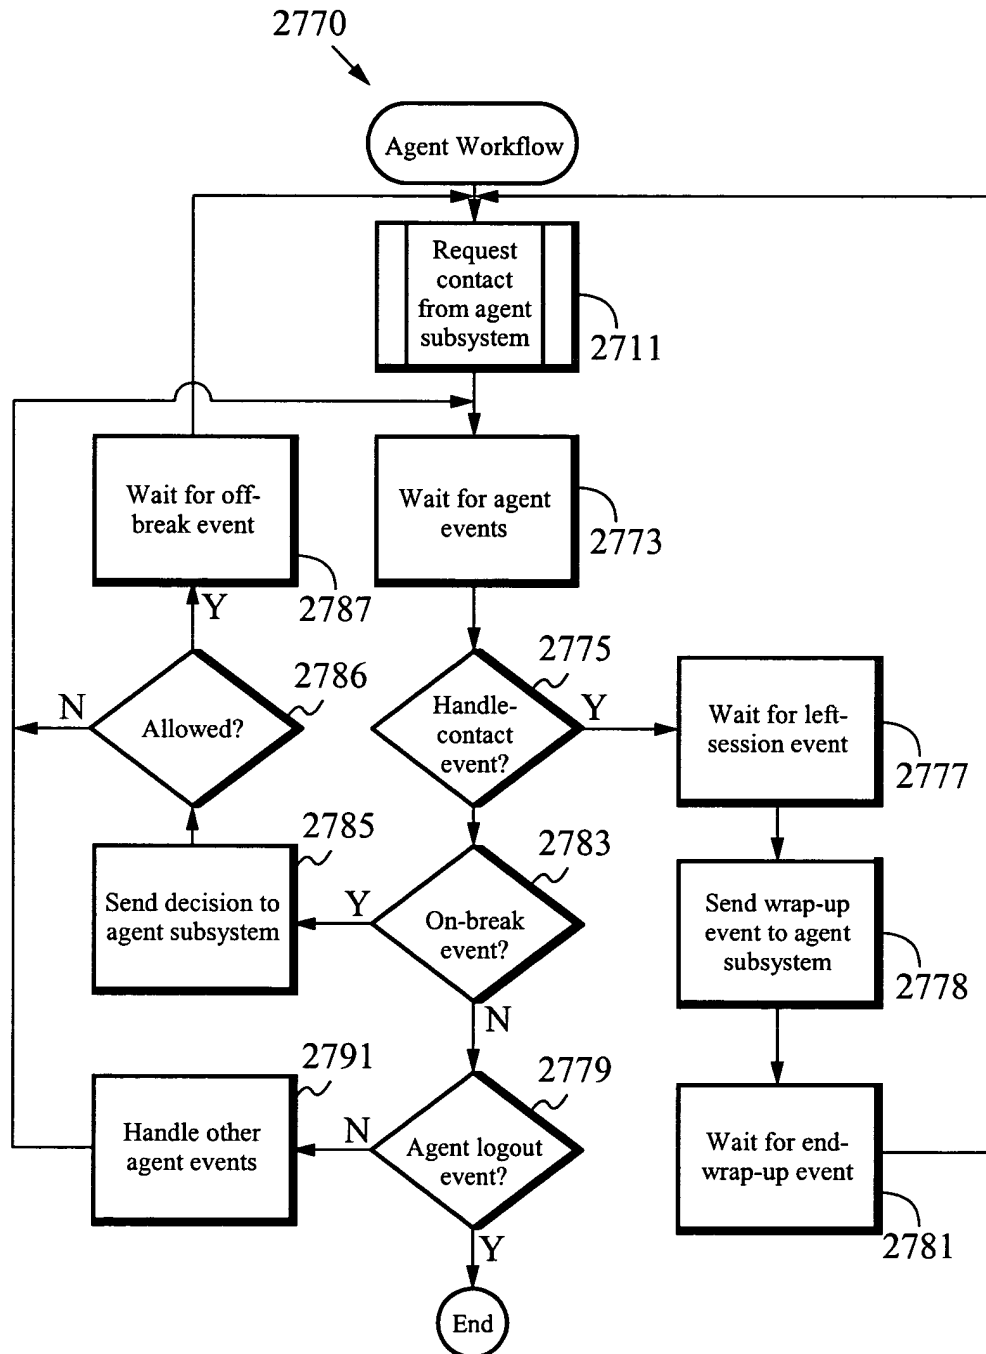 2770
Agent Workflow
Request
contact
from agent
subsystem
2711
Wait for off-
break event
2787
Wait for agent
events
2773
Y
2775
2786
N
Allowed?
Handle-
contact
event?
Y
Wait for left-
session event
2777
2785
Send decision to
agent subsystem
2783
Y
On-break
event?
N
Send wrap-up
event to agent
subsystem
2778
2791
Handle other
agent events
2779
N
Agent logout
event?
Y
Wait for end-
wrap-up event
2781
End